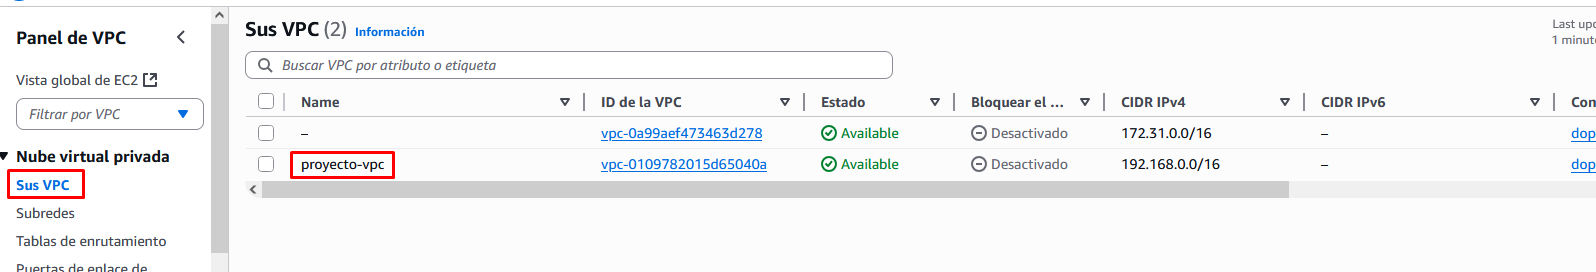 Panel de VPC
Vista global de EC2
Filtrar por VPC
Nube virtual privada
Sus VPC
Subredes
Tablas de enrutamiento
Puertas de enlace de
Sus VPC (2) Información
Last upd
1 minut
Buscar VPC por atributo o etiqueta
Name ID de la VPC Estado Bloquear el ... CIDR IPv4 CIDR IPv6 Con
– vpc-0a99aef473463d278 Available Desactivado 172.31.0.0/16 – dop
proyecto-vpc vpc-0109782015d65040a Available Desactivado 192.168.0.0/16 – dop